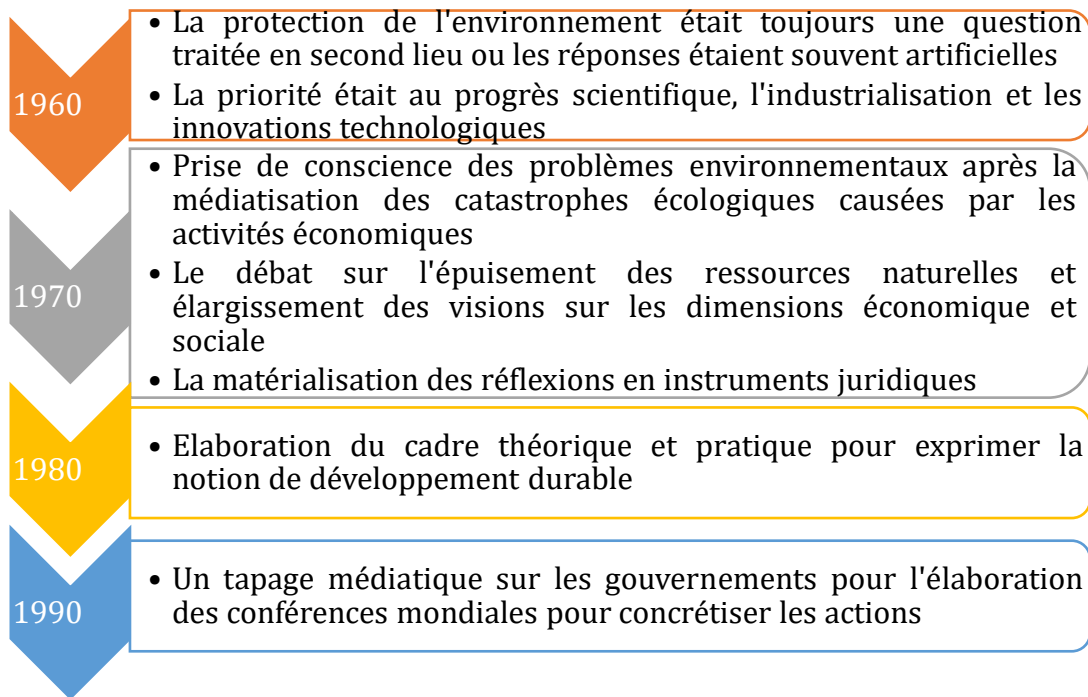 1960
• La protection de l'environnement était toujours une question
traitée en second lieu ou les réponses étaient souvent artificielles
• La priorité était au progrès scientifique, l'industrialisation et les
innovations technologiques
1970
• Prise de conscience des problèmes environnementaux après la
médiatisation des catastrophes écologiques causées par les
activités économiques
• Le débat sur l'épuisement des ressources naturelles et
élargissement des visions sur les dimensions économique et
sociale
• La matérialisation des réflexions en instruments juridiques
1980
• Elaboration du cadre théorique et pratique pour exprimer la
notion de développement durable
1990
• Un tapage médiatique sur les gouvernements pour l'élaboration
des conférences mondiales pour concrétiser les actions